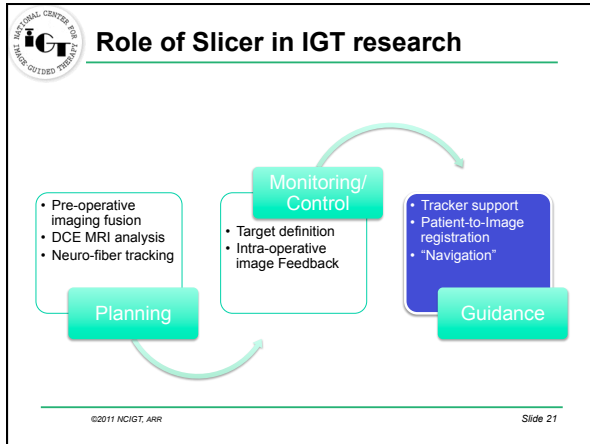 NATIONAL CENTER FOR
IGT
IMAGE-GUIDED THERAPY
Role of Slicer in IGT research
• Pre-operative
imaging fusion
• DCE MRI analysis
• Neuro-fiber tracking
Planning
Monitoring/
Control
• Target definition
• Intra-operative
image Feedback
• Tracker support
• Patient-to-Image
registration
• “Navigation”
Guidance
©2011 NCIGT, ARR
Slide 21